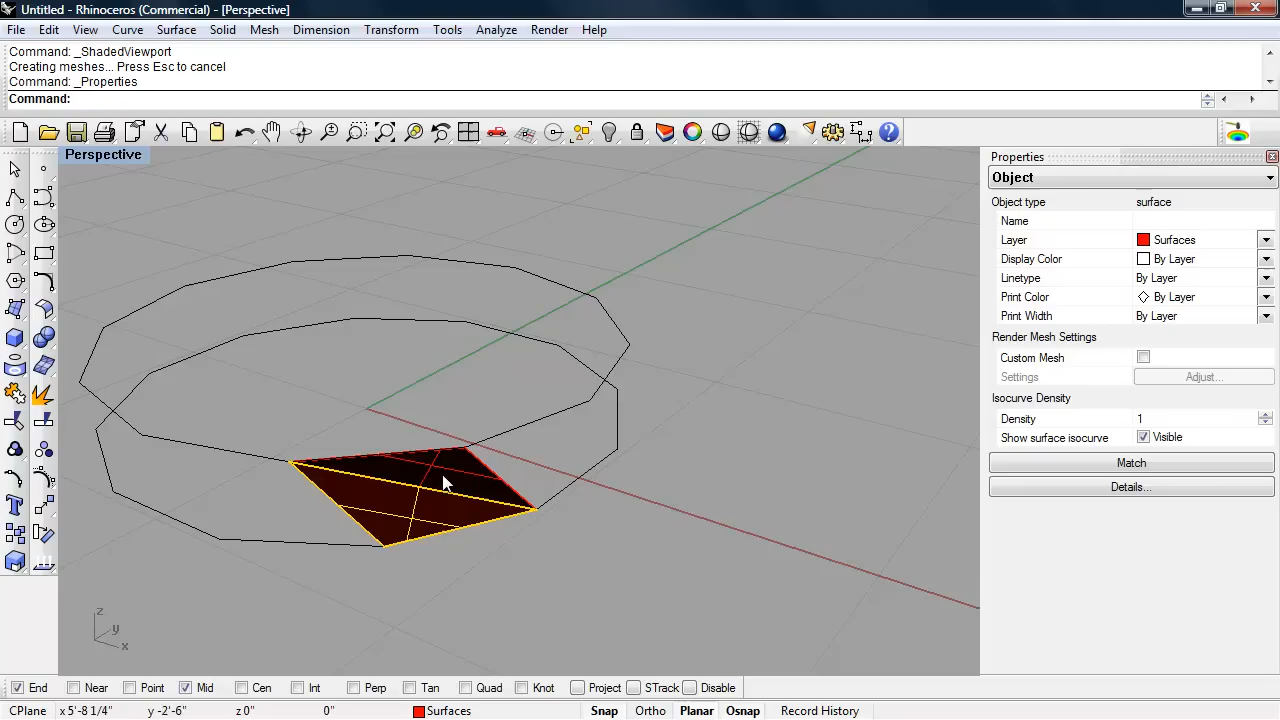 Untitled - Rhinoceros (Commercial) - [Perspective]
File Edit View Curve Surface Solid Mesh Dimension Transform Tools Analyze Render Help
Command: _ShadedViewport
Creating meshes... Press Esc to cancel
Command: _Properties
Command:
Perspective
Properties
Object
Object type surface
Name
Layer Surfaces
Display Color By Layer
Linetype By Layer
Print Color By Layer
Print Width By Layer
Render Mesh Settings
Custom Mesh
Settings Adjust...
Isocurve Density
Density 1
Show surface isocurve Visible
Match
Details...
z
y
x
End Near Point Mid Cen Int Perp Tan Quad Knot Project STrack Disable
CPlane x 5'-8 1/4" y -2'-6" z 0" 0" Surfaces Snap Ortho Planar Osnap Record History